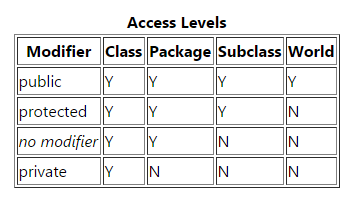 Access Levels
Modifier Class Package Subclass World
public Y Y Y Y
protected Y Y Y N
no modifier Y Y N N
private Y N N N